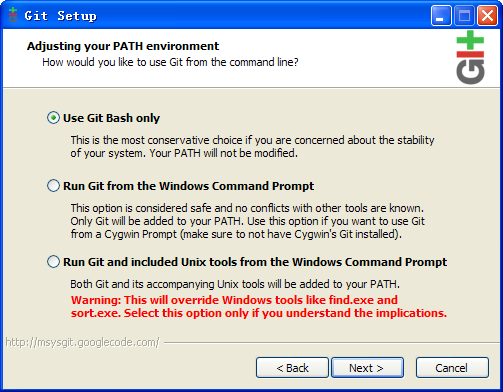 Git Setup
Adjusting your PATH environment
How would you like to use Git from the command line?
GIT
Use Git Bash only
This is the most conservative choice if you are concerned about the stability
of your system. Your PATH will not be modified.
Run Git from the Windows Command Prompt
This option is considered safe and no conflicts with other tools are known.
Only Git will be added to your PATH. Use this option if you want to use Git
from a Cygwin Prompt (make sure to not have Cygwin's Git installed).
Run Git and included Unix tools from the Windows Command Prompt
Both Git and its accompanying Unix tools will be added to your PATH.
Warning: This will override Windows tools like find.exe and
sort.exe. Select this option only if you understand the implications.
http://msysgit.googlecode.com/
< Back Next > Cancel